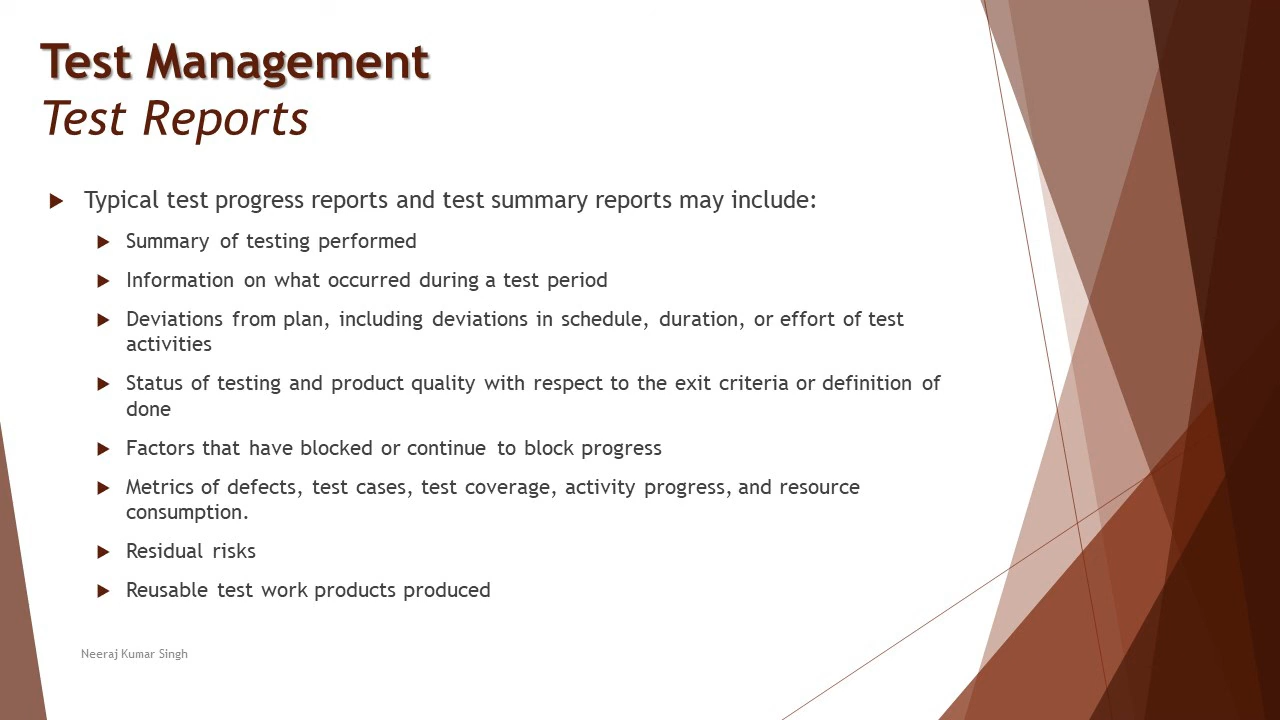 Test Management
Test Reports
Typical test progress reports and test summary reports may include:
Summary of testing performed
Information on what occurred during a test period
Deviations from plan, including deviations in schedule, duration, or effort of test
activities
Status of testing and product quality with respect to the exit criteria or definition of
done
Factors that have blocked or continue to block progress
Metrics of defects, test cases, test coverage, activity progress, and resource
consumption.
Residual risks
Reusable test work products produced
Neeraj Kumar Singh